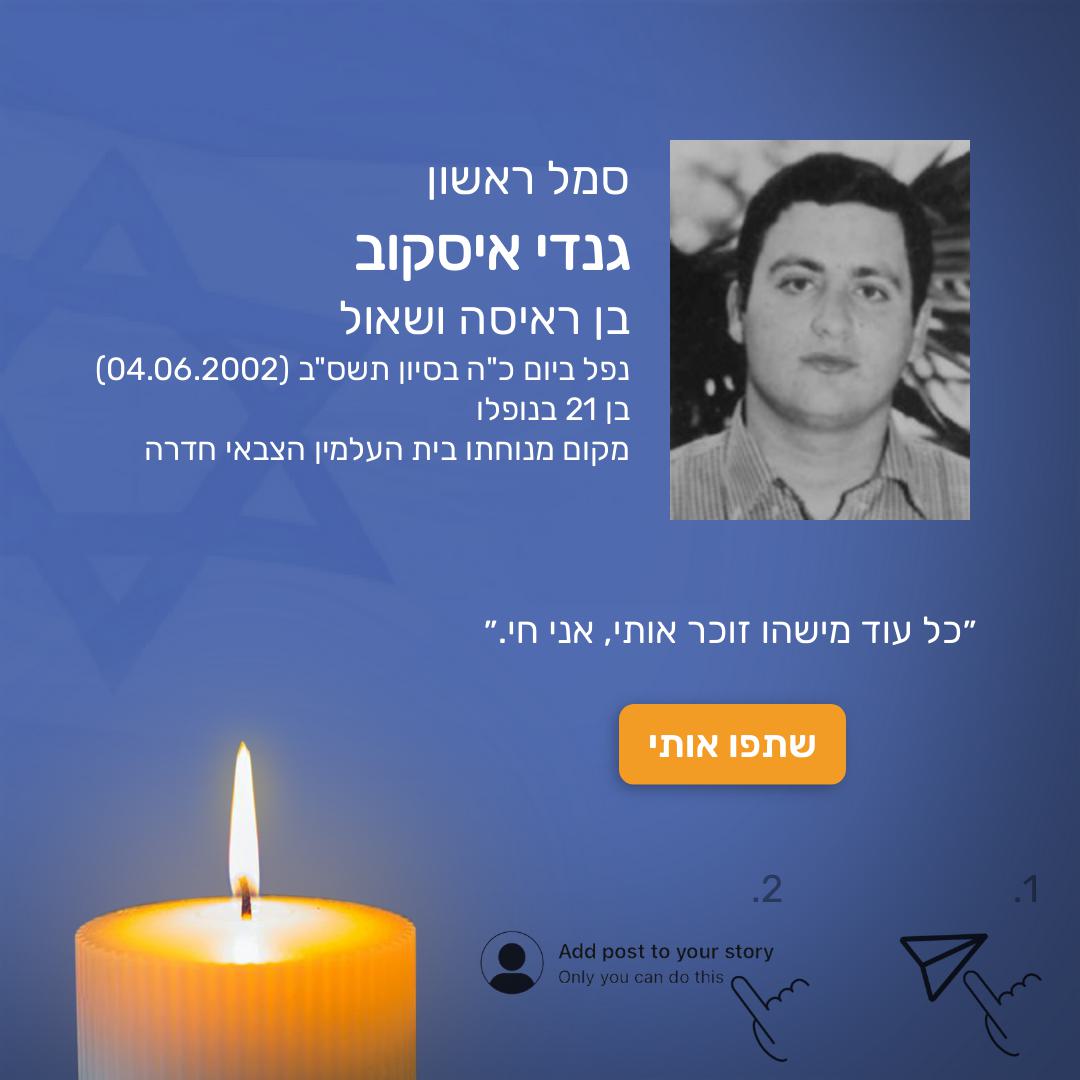 סמל ראשון
גנדי איסקוב
בן ראיסה ושאול
נפל ביום כ"ה בסיון תשס"ב (04.06.2002)
בן 21 בנופלו
מקום מנוחתו בית העלמין הצבאי חדרה
״כל עוד מישהו זוכר אותי, אני חי.״
שתפו אותי
1.
2.
Add post to your story
Only you can do this